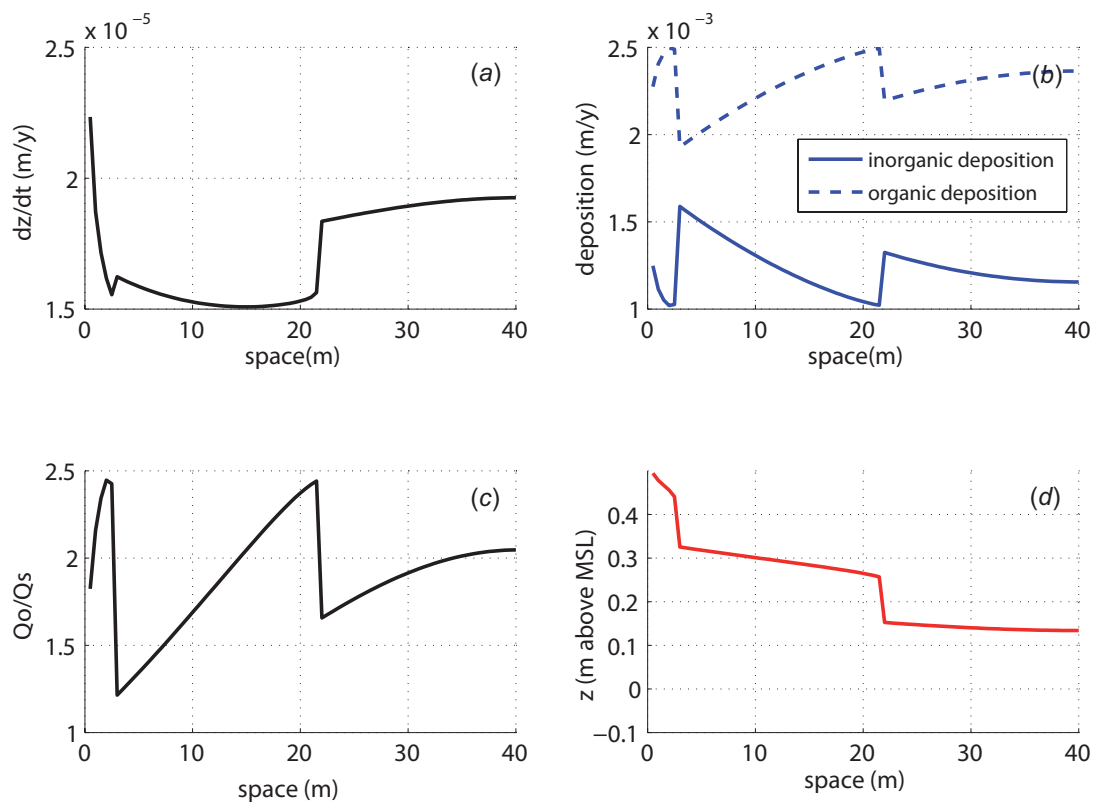 x 10 −5
(a)
dz/dt (m/y)
2.5
2
1.5
0 10 20 30 40
space(m)
x 10 −3
(b)
deposition (m/y)
2.5
2
1.5
1
inorganic deposition
organic deposition
0 10 20 30 40
space(m)
(c)
Qo/Qs
2.5
2
1.5
1
0 10 20 30 40
space (m)
(d)
z (m above MSL)
0.4
0.3
0.2
0.1
0
−0.1
0 10 20 30 40
space (m)